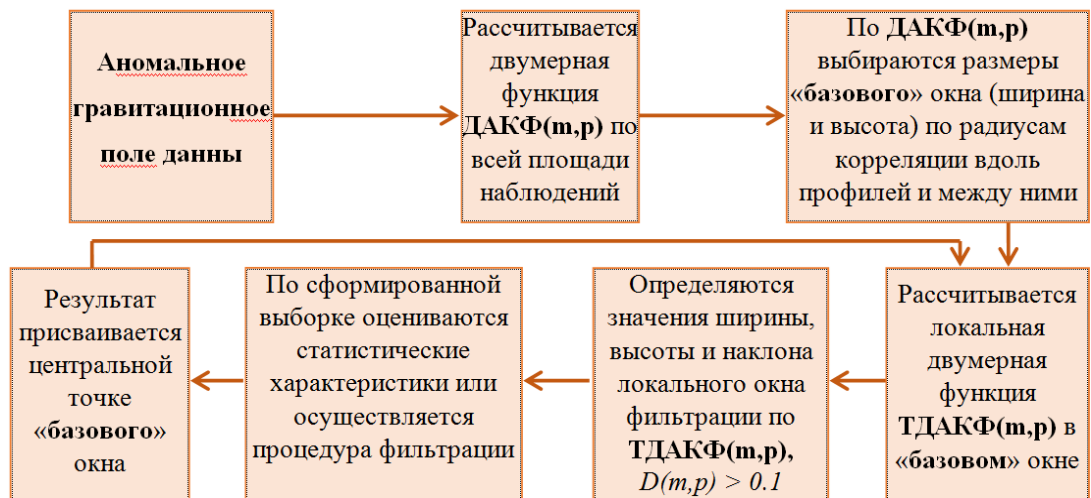 Аномальное
гравитационное
поле данны
Рассчитывается
двумерная
функция
ДАКФ(m,p) по
всей площади
наблюдений
По ДАКФ(m,p)
выбираются размеры
«базового» окна (ширина
и высота) по радиусам
корреляции вдоль
профилей и между ними
Рассчитывается
локальная
двумерная
функция
ТДАКФ(m,p) в
«базовом» окне
Определяются
значения ширины,
высоты и наклона
локального окна
фильтрации по
ТДАКФ(m,p),
D(m,p) > 0.1
По сформированной
выборке оцениваются
статистические
характеристики или
осуществляется
процедура фильтрации
Результат
присваивается
центральной
точке
«базового»
окна